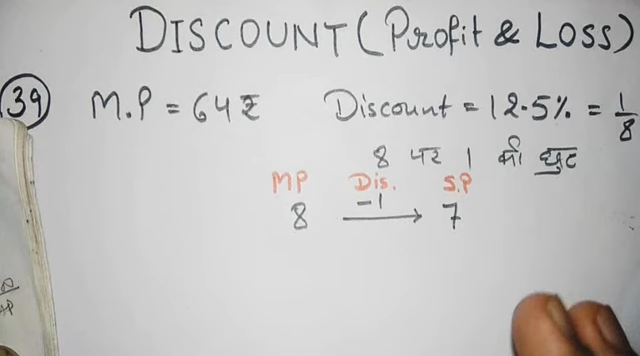 DISCOUNT (Profit & Loss)
39 M.P = 64₹ Discount = 12.5% = 1/8
8 पर 1 की छुट
MP Dis. S.P
8 -1 → 7